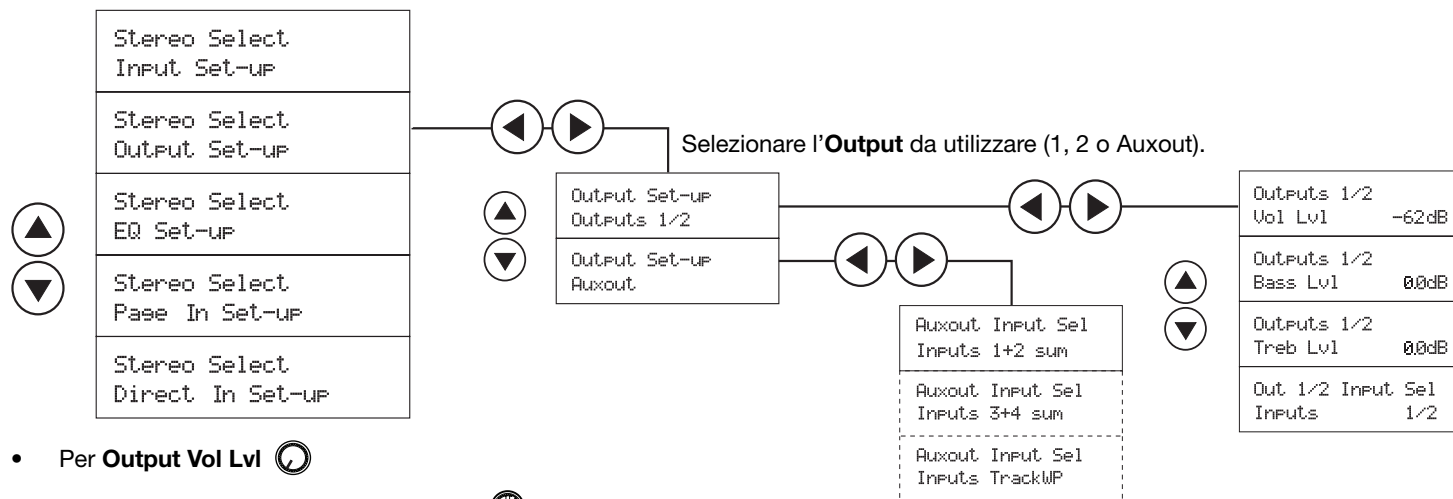 Stereo Select
Input Set-up
Stereo Select
Output Set-up
Stereo Select
EQ Set-up
Stereo Select
Page In Set-up
Stereo Select
Direct In Set-up
Selezionare l’Output da utilizzare (1, 2 o Auxout).
Output Set-up
Outputs 1/2
Output Set-up
Auxout
Auxout Input Sel
Inputs 1+2 sum
Auxout Input Sel
Inputs 3+4 sum
Auxout Input Sel
Inputs TrackWP
Outputs 1/2
Vol Lvl -62dB
Outputs 1/2
Bass Lvl 0.0dB
Outputs 1/2
Treb Lvl 0.0dB
Out 1/2 Input Sel
Inputs 1/2
• Per Output Vol Lvl